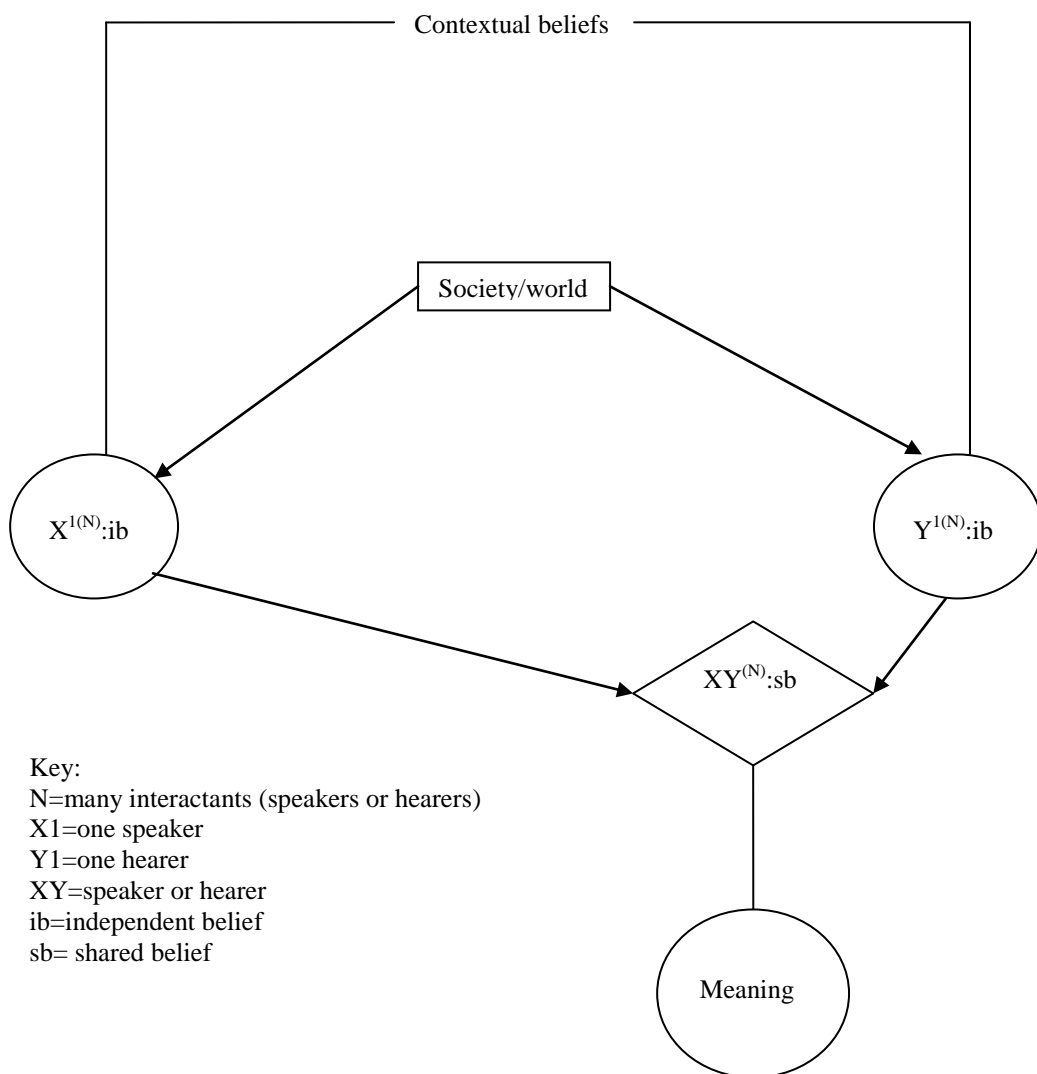 Contextual beliefs
Society/world
X¹⁽ᴺ⁾:ib
Y¹⁽ᴺ⁾:ib
XY⁽ᴺ⁾:sb
Key:
N=many interactants (speakers or hearers)
X1=one speaker
Y1=one hearer
XY=speaker or hearer
ib=independent belief
sb= shared belief
Meaning